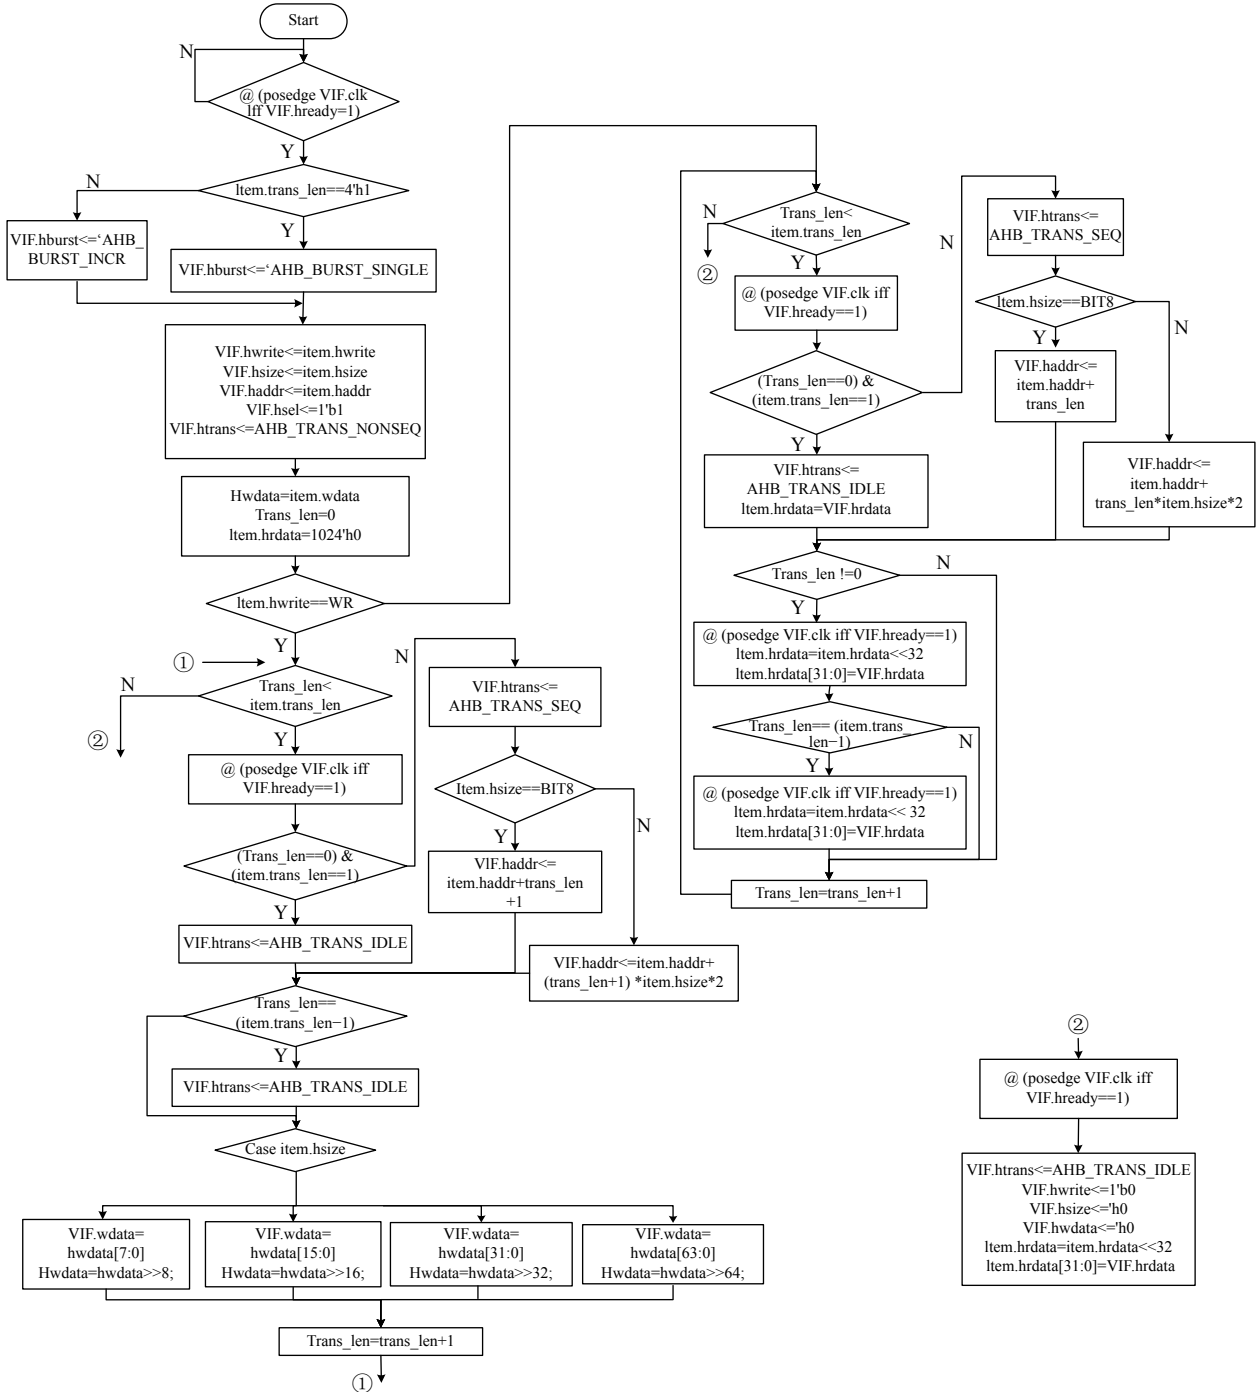 Start
N
@ (posedge VIF.clk
Iff VIF.hready=1)
Y
N
Item.trans_len==4'h1
VIF.hburst<=‘AHB_
BURST_INCR
Y
VIF.hburst<=‘AHB_BURST_SINGLE
VIF.hwrite<=item.hwrite
VIF.hsize<=item.hsize
VIF.haddr<=item.haddr
VIF.hsel<=1'b1
VIF.htrans<=AHB_TRANS_NONSEQ
Hwdata=item.wdata
Trans_len=0
Item.hrdata=1024'h0
Item.hwrite==WR
Y
①
N
Trans_len<
item.trans_len
②
Y
@ (posedge VIF.clk iff
VIF.hready==1)
(Trans_len==0) &
(item.trans_len==1)
Y
VIF.htrans<=AHB_TRANS_IDLE
N
VIF.htrans<=
AHB_TRANS_SEQ
Item.hsize==BIT8
N
Y
VIF.haddr<=
item.haddr+trans_len
+1
VIF.haddr<=item.haddr+
(trans_len+1) *item.hsize*2
Trans_len==
(item.trans_len−1)
Y
VIF.htrans<=AHB_TRANS_IDLE
Case item.hsize
VIF.wdata=
hwdata[7:0]
Hwdata=hwdata>>8;
VIF.wdata=
hwdata[15:0]
Hwdata=hwdata>>16;
VIF.wdata=
hwdata[31:0]
Hwdata=hwdata>>32;
VIF.wdata=
hwdata[63:0]
Hwdata=hwdata>>64;
Trans_len=trans_len+1
①
N
Trans_len<
item.trans_len
②
Y
@ (posedge VIF.clk iff
VIF.hready==1)
(Trans_len==0) &
(item.trans_len==1)
Y
VIF.htrans<=
AHB_TRANS_IDLE
Item.hrdata=VIF.hrdata
N
VIF.htrans<=
AHB_TRANS_SEQ
Item.hsize==BIT8
N
Y
VIF.haddr<=
item.haddr+
trans_len
VIF.haddr<=
item.haddr+
trans_len*item.hsize*2
Trans_len !=0
N
Y
@ (posedge VIF.clk iff VIF.hready==1)
Item.hrdata=item.hrdata<<32
Item.hrdata[31:0]=VIF.hrdata
Trans_len== (item.trans_
len−1)
N
Y
@ (posedge VIF.clk iff VIF.hready==1)
Item.hrdata=item.hrdata<< 32
Item.hrdata[31:0]=VIF.hrdata
Trans_len=trans_len+1
②
@ (posedge VIF.clk iff
VIF.hready==1)
VIF.htrans<=AHB_TRANS_IDLE
VIF.hwrite<=1'b0
VIF.hsize<='h0
VIF.hwdata<='h0
Item.hrdata=item.hrdata<<32
Item.hrdata[31:0]=VIF.hrdata